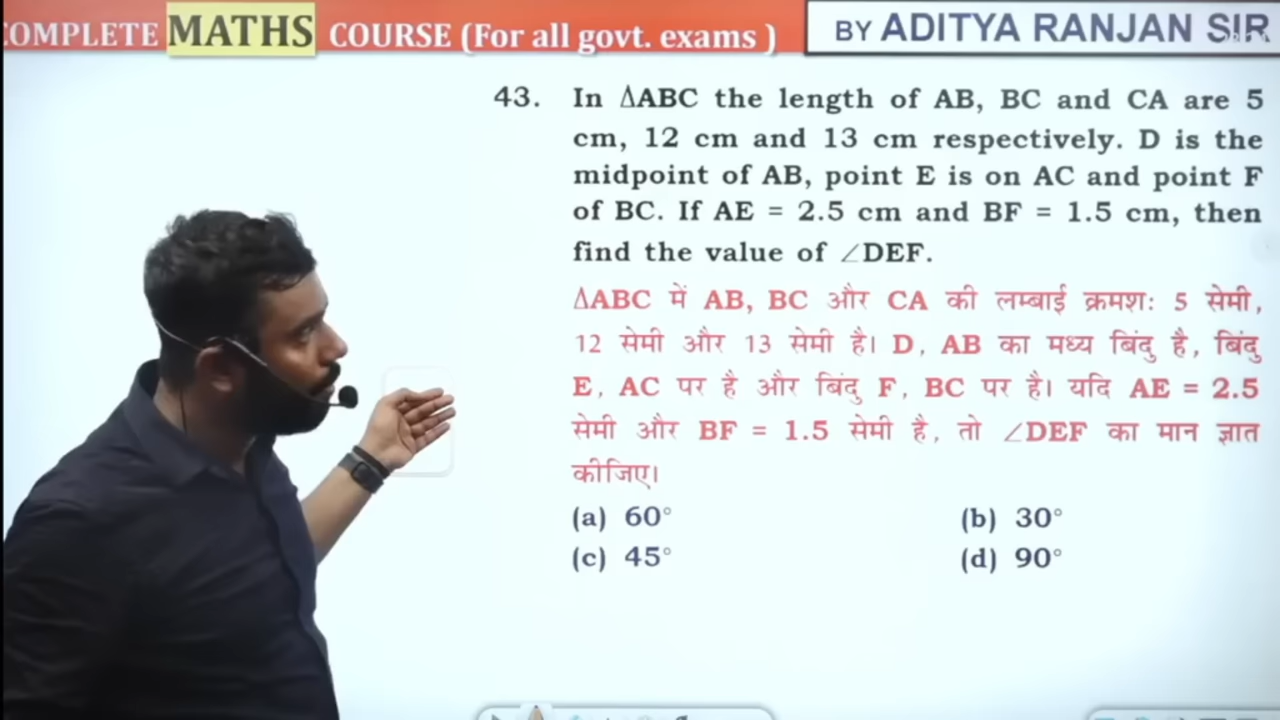 COMPLETE MATHS COURSE (For all govt. exams )
BY ADITYA RANJAN SIR
43. In ΔABC the length of AB, BC and CA are 5
cm, 12 cm and 13 cm respectively. D is the
midpoint of AB, point E is on AC and point F
of BC. If AE = 2.5 cm and BF = 1.5 cm, then
find the value of ∠DEF.
ΔABC में AB, BC और CA की लम्बाई क्रमशः 5 सेमी,
12 सेमी और 13 सेमी है। D, AB का मध्य बिंदु है, बिंदु
E, AC पर है और बिंदु F, BC पर है। यदि AE = 2.5
सेमी और BF = 1.5 सेमी है, तो ∠DEF का मान ज्ञात
कीजिए।
(a) 60° (b) 30°
(c) 45° (d) 90°